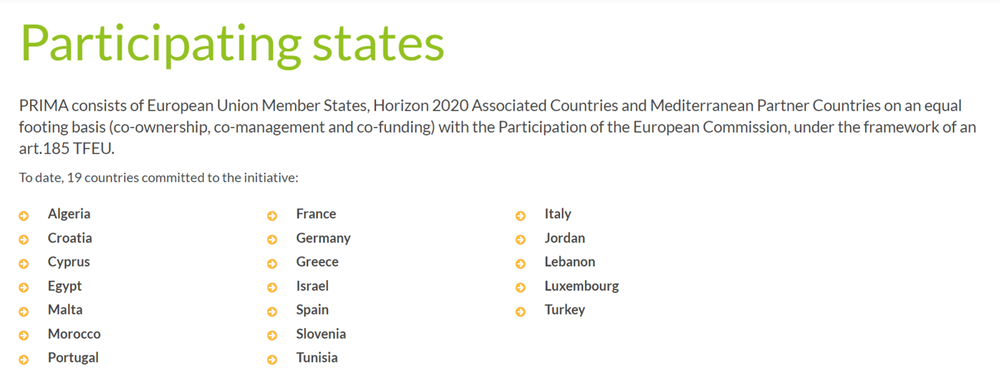 Participating states
PRIMA consists of European Union Member States, Horizon 2020 Associated Countries and Mediterranean Partner Countries on an equal
footing basis (co-ownership, co-management and co-funding) with the Participation of the European Commission, under the framework of an
art.185 TFEU.
To date, 19 countries committed to the initiative:
Algeria
Croatia
Cyprus
Egypt
Malta
Morocco
Portugal
France
Germany
Greece
Israel
Spain
Slovenia
Tunisia
Italy
Jordan
Lebanon
Luxembourg
Turkey